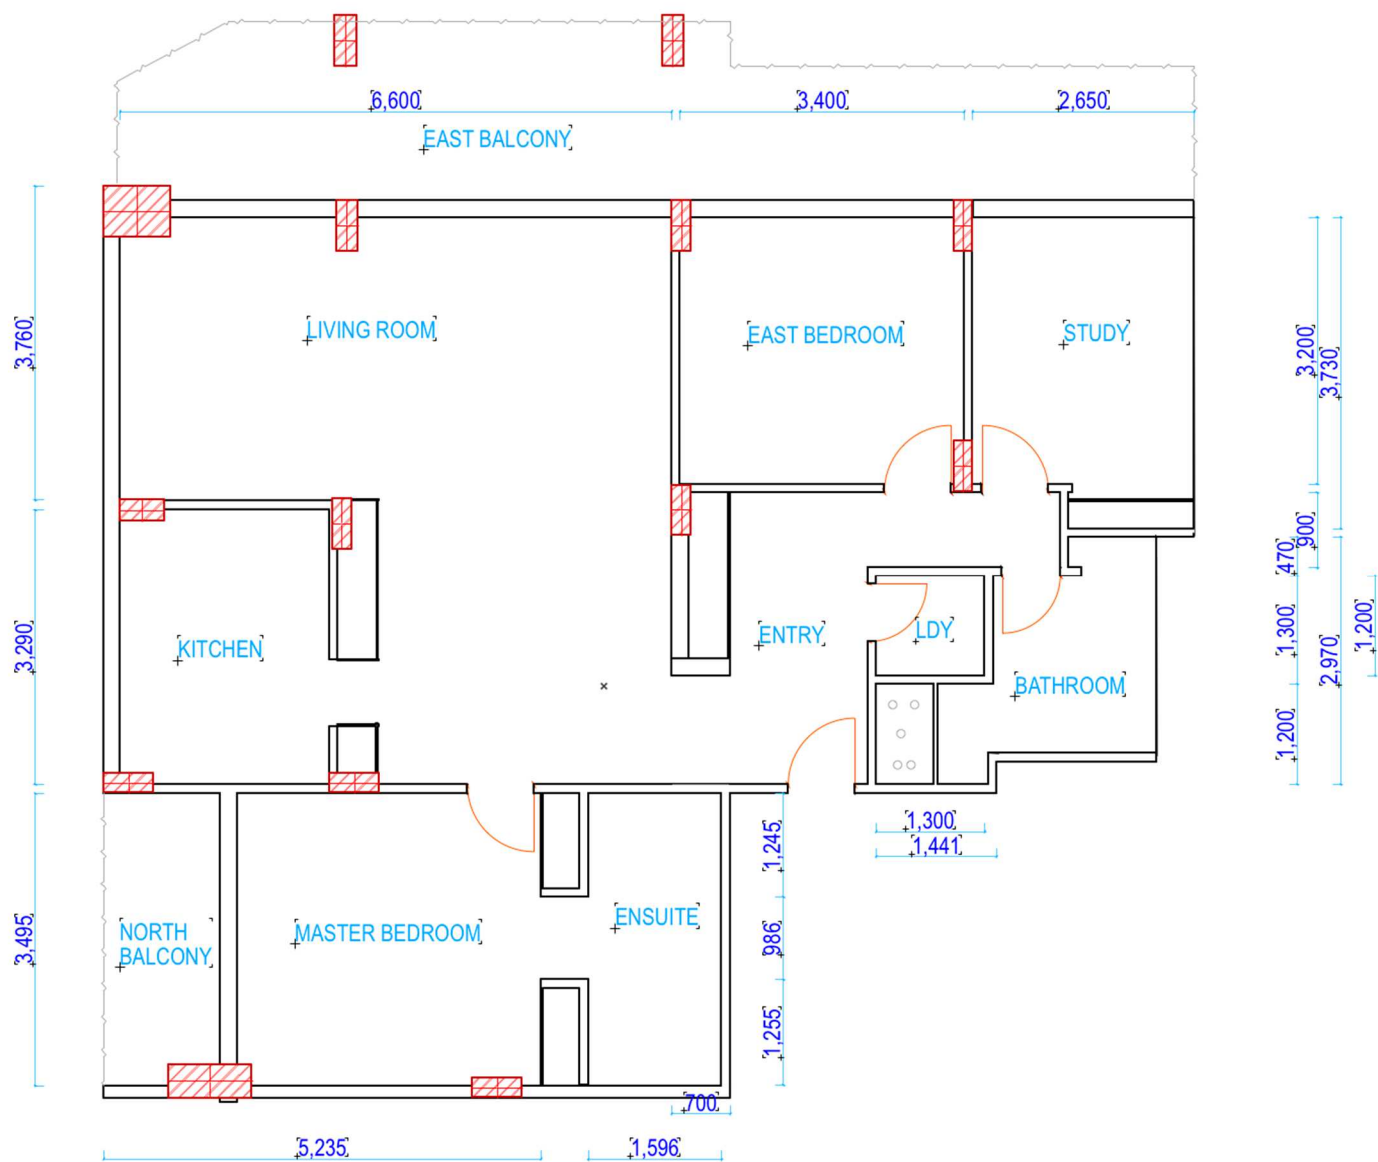 6,600
3,400
2,650
EAST BALCONY
3,760
LIVING ROOM
EAST BEDROOM
STUDY
3,200
3,730
900
470
3,290
KITCHEN
ENTRY
LDY
1,300
1,200
2,970
BATHROOM
1,200
1,300
1,441
1,245
3,495
NORTH
BALCONY
MASTER BEDROOM
ENSUITE
986
1,255
700
5,235
1,596